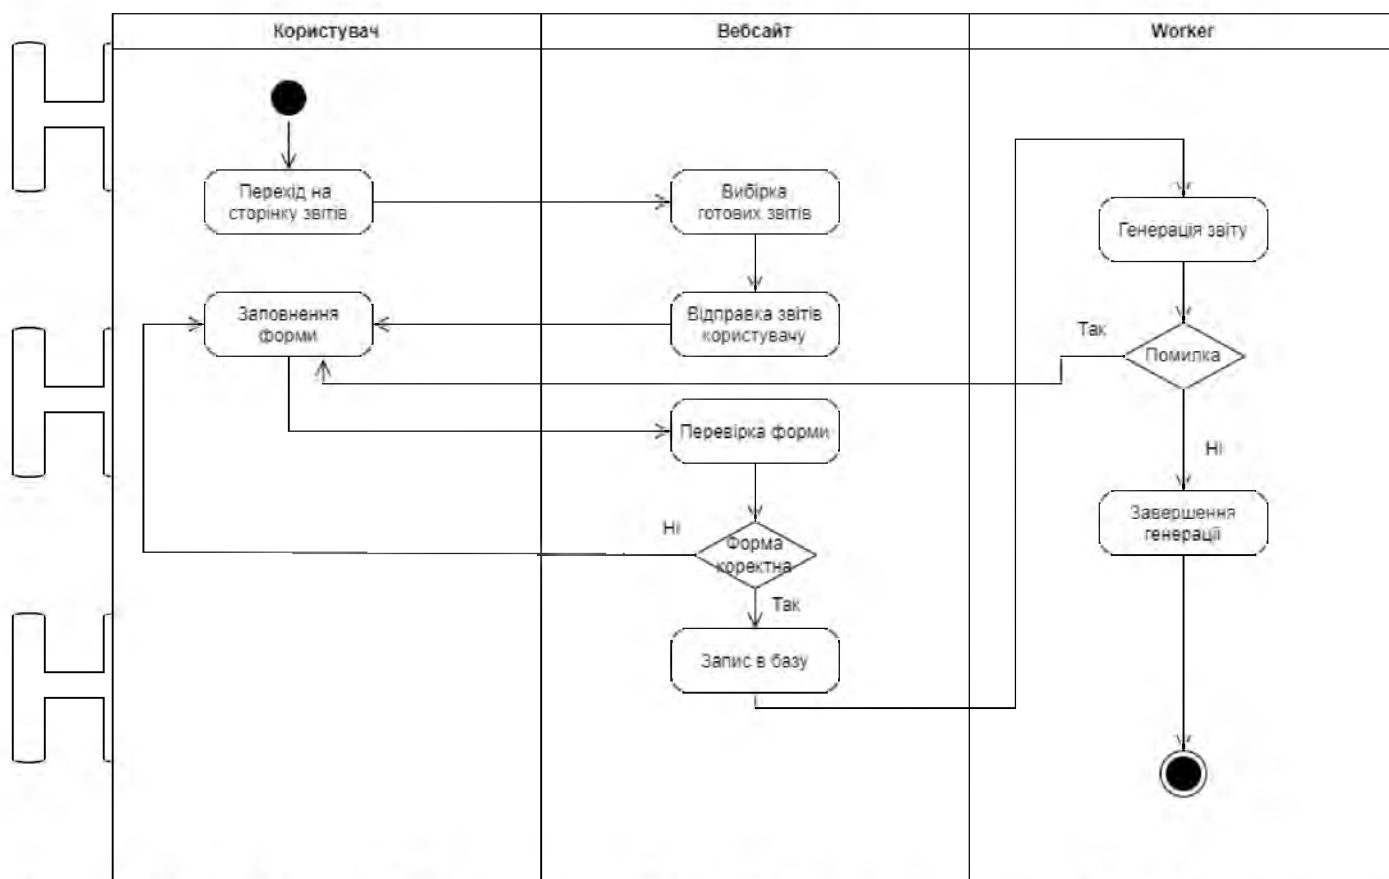 Користувач
Вебсайт
Worker
Перехід на
сторінку звітів
Вибірка
готових звітів
Генерація звіту
Заповнення
форми
Відправка звітів
користувачу
Так
Помилка
Перевірка форми
Ні
Завершення
генерації
Ні
Форма
коректна
Так
Запис в базу